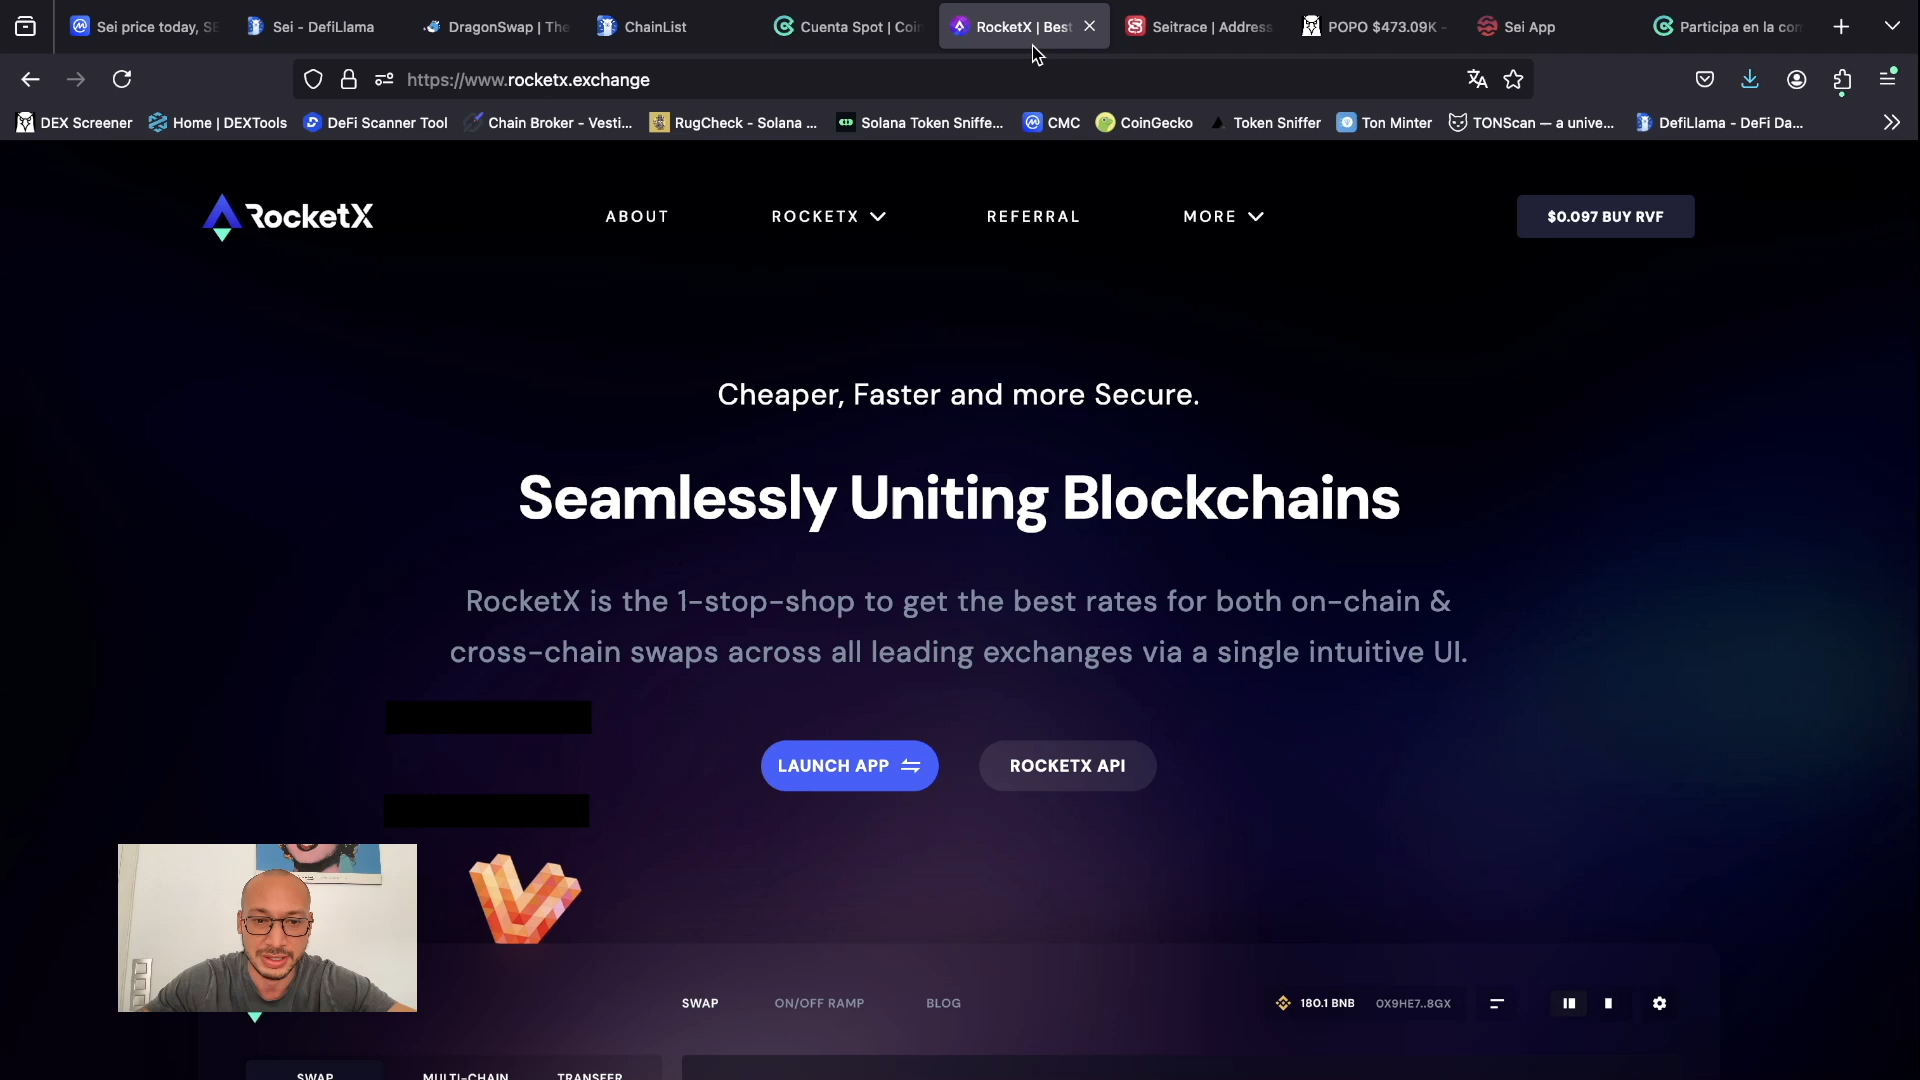 Sei price today, SE
Sei - DefiLlama
DragonSwap | The
ChainList
Cuenta Spot | Coin
RocketX | Best
Seitrace | Address
POPO $473.09K -
Sei App
Participa en la com
https://www.rocketx.exchange
DEX Screener
Home | DEXTools
DeFi Scanner Tool
Chain Broker - Vesti...
RugCheck - Solana ...
Solana Token Sniffe...
CMC
CoinGecko
Token Sniffer
Ton Minter
TONScan — a unive...
DefiLlama - DeFi Da...
RocketX
ABOUT
ROCKETX
REFERRAL
MORE
$0.097 BUY RVF
Cheaper, Faster and more Secure.
Seamlessly Uniting Blockchains
RocketX is the 1-stop-shop to get the best rates for both on-chain &
cross-chain swaps across all leading exchanges via a single intuitive UI.
LAUNCH APP
ROCKETX API
SWAP
ON/OFF RAMP
BLOG
180.1 BNB
0X9HE7..8GX
SWAP
MULTI-CHAIN
TRANSFER